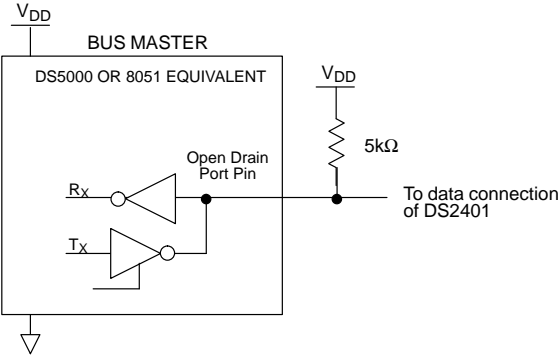 VDD
BUS MASTER
DS5000 OR 8051 EQUIVALENT
VDD
5kΩ
Open Drain
Port Pin
RX
To data connection
of DS2401
TX